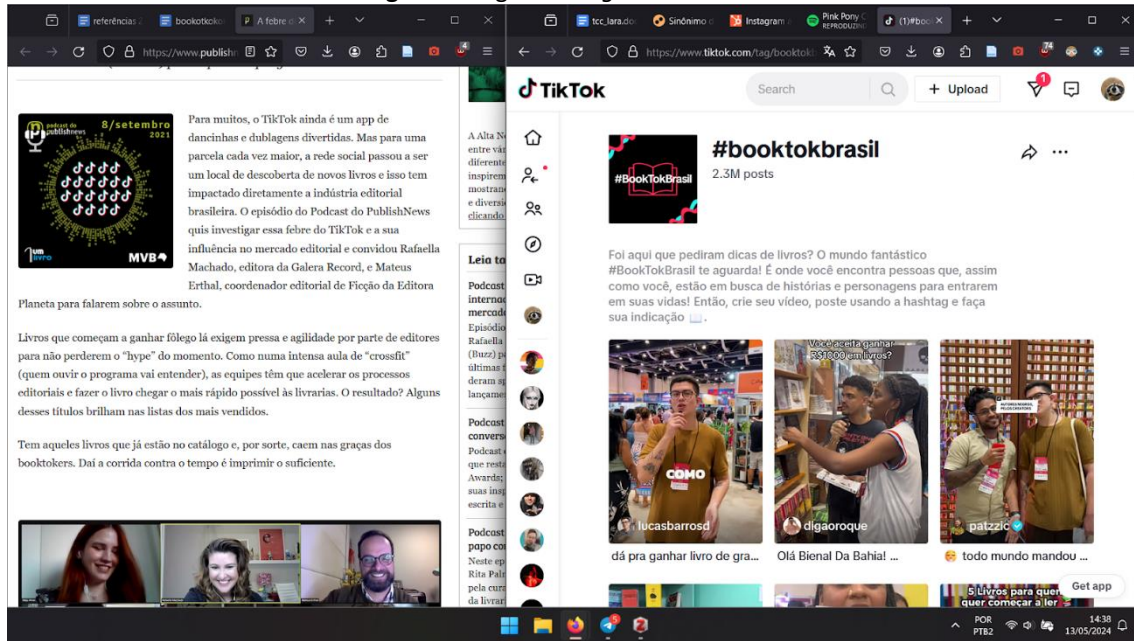 referências
bookotkok
A febre d
https://www.publishn
4
8/setembro
2021
podcast do
publishnews
um
livro
MVB
Para muitos, o TikTok ainda é um app de
dancinhas e dublagens divertidas. Mas para uma
parcela cada vez maior, a rede social passou a ser
um local de descoberta de novos livros e isso tem
impactado diretamente a indústria editorial
brasileira. O episódio do Podcast do PublishNews
quis investigar essa febre do TikTok e a sua
influência no mercado editorial e convidou Rafaella
Machado, editora da Galera Record, e Mateus
Erthal, coordenador editorial de Ficção da Editora
Planeta para falarem sobre o assunto.
Livros que começam a ganhar fôlego lá exigem pressa e agilidade por parte de editores
para não perderem o “hype” do momento. Como numa intensa aula de “crossfit”
(quem ouvir o programa vai entender), as equipes têm que acelerar os processos
editoriais e fazer o livro chegar o mais rápido possível às livrarias. O resultado? Alguns
desses títulos brilham nas listas dos mais vendidos.
Tem aqueles livros que já estão no catálogo e, por sorte, caem nas graças dos
booktokers. Daí a corrida contra o tempo é imprimir o suficiente.
A Alta N
entre vár
diferente
inspirem
mostran
e diversi
clicando
Leia ta
Podcast
interna
mercad
Episódio
Rafaella
(Buzz) p
últimas
deram s
lançame
Podcast
convers
Podcast
que resta
Awards;
suas insp
escrita e
Podcast
papo co
Neste ep
Rita Paln
pela cura
da livrar
tcc_lara.do
Sinônimo d
Instagram
Pink Pony C
REPRODUZIN
(1)#boo
https://www.tiktok.com/tag/booktok
74
TikTok
Search
+ Upload
1
#BookTokBrasil
#booktokbrasil
2.3M posts
Foi aqui que pediram dicas de livros? O mundo fantástico
#BookTokBrasil te aguarda! É onde você encontra pessoas que, assim
como você, estão em busca de histórias e personagens para entrarem
em suas vidas! Então, crie seu vídeo, poste usando a hashtag e faça
sua indicação 📖.
COMO
lucasbarrosd
dá pra ganhar livro de gra...
Você aceita ganhar
R$1000 em livros?
digaoroque
Olá Bienal Da Bahia! ...
patzzic
todo mundo mandou ...
5 Livros para quer
quer começar a ler
Get app
POR
PTB2
14:38
13/05/2024